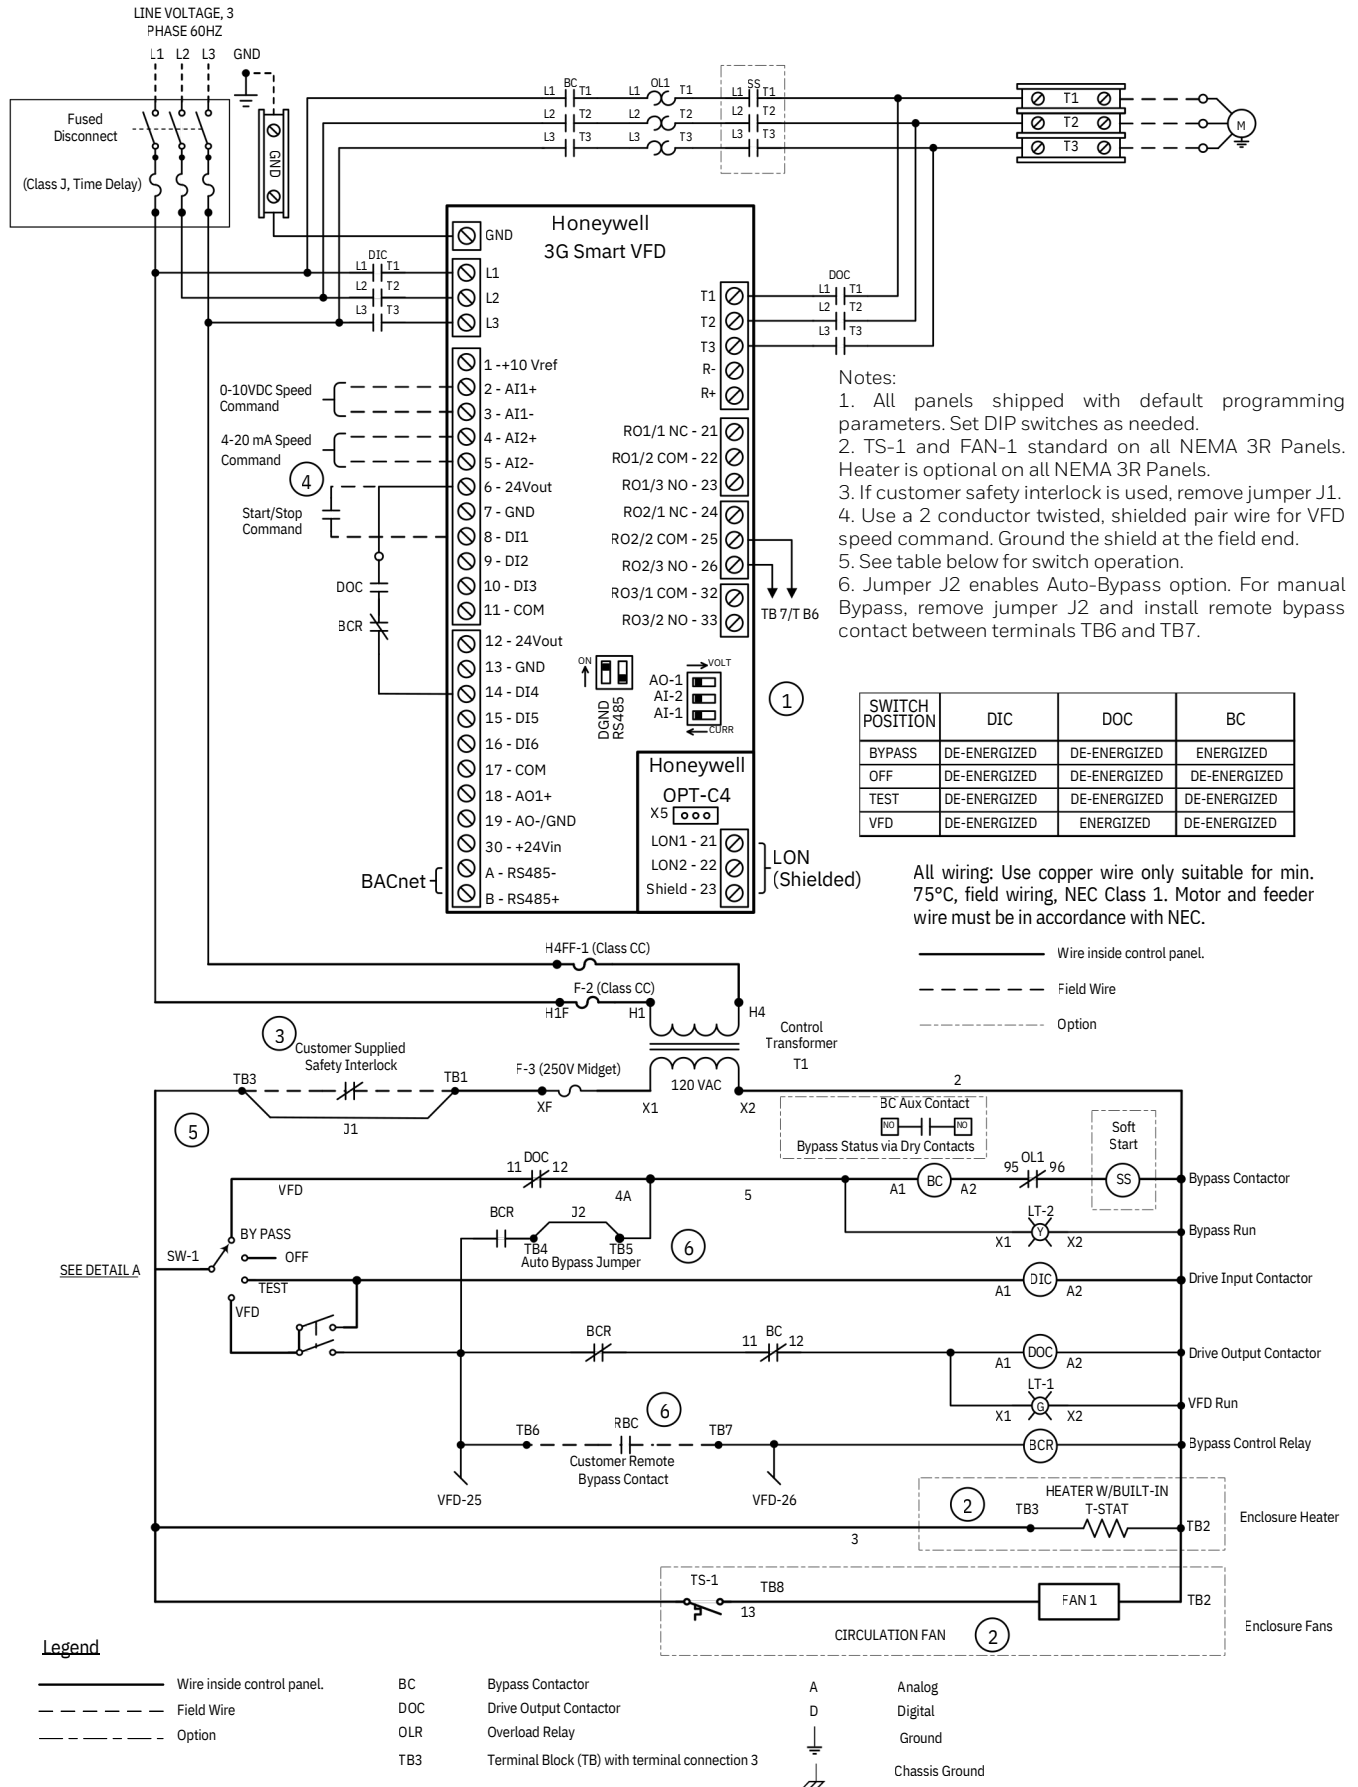 LINE VOLTAGE, 3
PHASE 60HZ
L1 L2 L3 GND
Fused
Disconnect
(Class J, Time Delay)
GND
BC OL1 SS
L1 T1 L1 T1 L1 T1
L2 T2 L2 T2 L2 T2
L3 T3 L3 T3 L3 T3
T1
T2
T3
M
Honeywell
3G Smart VFD
GND
DIC
L1 T1
L2 T2
L3 T3
L1
L2
L3
T1
T2
T3
R-
R+
DOC
L1 T1
L2 T2
L3 T3
1 -+10 Vref
2 - AI1+
3 - AI1-
4 - AI2+
5 - AI2-
6 - 24Vout
7 - GND
8 - DI1
9 - DI2
10 - DI3
11 - COM
12 - 24Vout
13 - GND
14 - DI4
15 - DI5
16 - DI6
17 - COM
18 - AO1+
19 - AO-/GND
30 - +24Vin
A - RS485-
B - RS485+
0-10VDC Speed
Command
4-20 mA Speed
Command
4
Start/Stop
Command
DOC
BCR
BACnet
RO1/1 NC - 21
RO1/2 COM - 22
RO1/3 NO - 23
RO2/1 NC - 24
RO2/2 COM - 25
RO2/3 NO - 26
RO3/1 COM - 32
RO3/2 NO - 33
TB 7/T B6
ON
DGND
RS485
VOLT
AO-1
AI-2
AI-1
CURR
1
Honeywell
OPT-C4
X5
LON1 - 21
LON2 - 22
Shield - 23
LON
(Shielded)
Notes:
1. All panels shipped with default programming
parameters. Set DIP switches as needed.
2. TS-1 and FAN-1 standard on all NEMA 3R Panels.
Heater is optional on all NEMA 3R Panels.
3. If customer safety interlock is used, remove jumper J1.
4. Use a 2 conductor twisted, shielded pair wire for VFD
speed command. Ground the shield at the field end.
5. See table below for switch operation.
6. Jumper J2 enables Auto-Bypass option. For manual
Bypass, remove jumper J2 and install remote bypass
contact between terminals TB6 and TB7.
SWITCH
POSITION DIC DOC BC
BYPASS DE-ENERGIZED DE-ENERGIZED ENERGIZED
OFF DE-ENERGIZED DE-ENERGIZED DE-ENERGIZED
TEST DE-ENERGIZED DE-ENERGIZED DE-ENERGIZED
VFD DE-ENERGIZED ENERGIZED DE-ENERGIZED
All wiring: Use copper wire only suitable for min.
75°C, field wiring, NEC Class 1. Motor and feeder
wire must be in accordance with NEC.
Wire inside control panel.
Field Wire
Option
H4FF-1 (Class CC)
F-2 (Class CC)
H1F H1 H4
Control
Transformer
T1
3
Customer Supplied
Safety Interlock
TB3 TB1
J1
F-3 (250V Midget)
XF X1 120 VAC X2
2
BC Aux Contact
NO NO
Bypass Status via Dry Contacts
Soft
Start
5
VFD
11 DOC 12
4A
5
A1 BC A2
95 OL1 96
SS
Bypass Contactor
BCR
J2
TB4 TB5
Auto Bypass Jumper
6
LT-2
X1 Y X2
Bypass Run
SW-1
BY PASS
OFF
TEST
VFD
SEE DETAIL A
A1 DIC A2
Drive Input Contactor
BCR
11 BC 12
A1 DOC A2
Drive Output Contactor
LT-1
X1 G X2
VFD Run
TB6 RBC TB7
6
Customer Remote
Bypass Contact
BCR
Bypass Control Relay
VFD-25
VFD-26
2
HEATER W/BUILT-IN
T-STAT
TB3
TB2
Enclosure Heater
3
TS-1
TB8
13
FAN 1
TB2
CIRCULATION FAN
2
Enclosure Fans
Legend
Wire inside control panel.
Field Wire
Option
BC Bypass Contactor
DOC Drive Output Contactor
OLR Overload Relay
TB3 Terminal Block (TB) with terminal connection 3
A Analog
D Digital
Ground
Chassis Ground